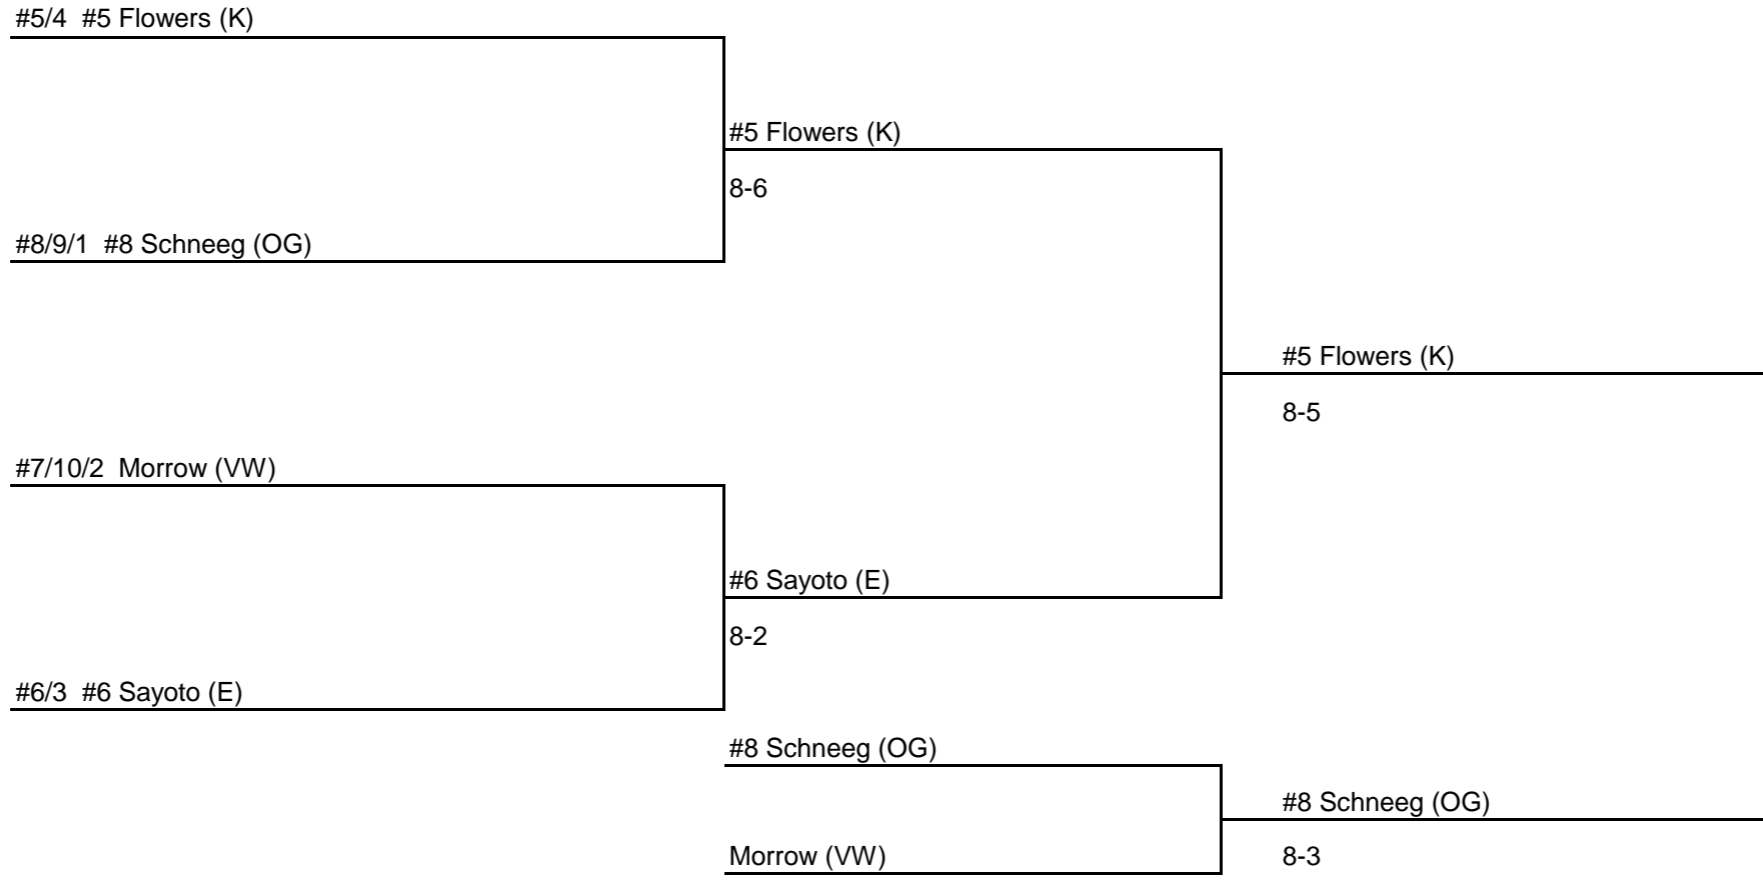 #5/4  #5 Flowers (K)
#5 Flowers (K)
8-6
#8/9/1  #8 Schneeg (OG)
#5 Flowers (K)
8-5
#7/10/2  Morrow (VW)
#6 Sayoto (E)
8-2
#6/3  #6 Sayoto (E)
#8 Schneeg (OG)
#8 Schneeg (OG)
Morrow (VW)
8-3